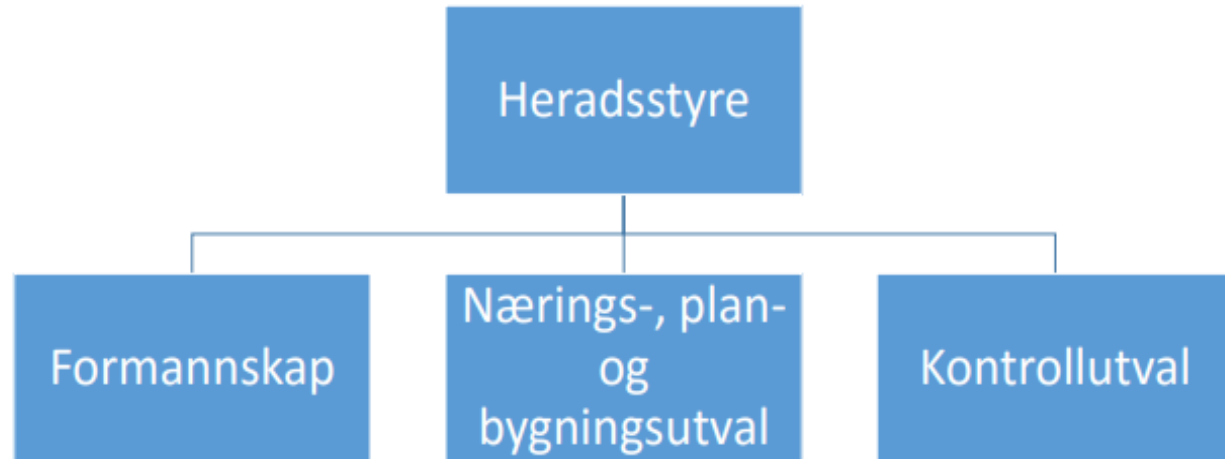 Heradsstyre
Formannskap
Nærings-, plan-
og
bygningsutval
Kontrollutval